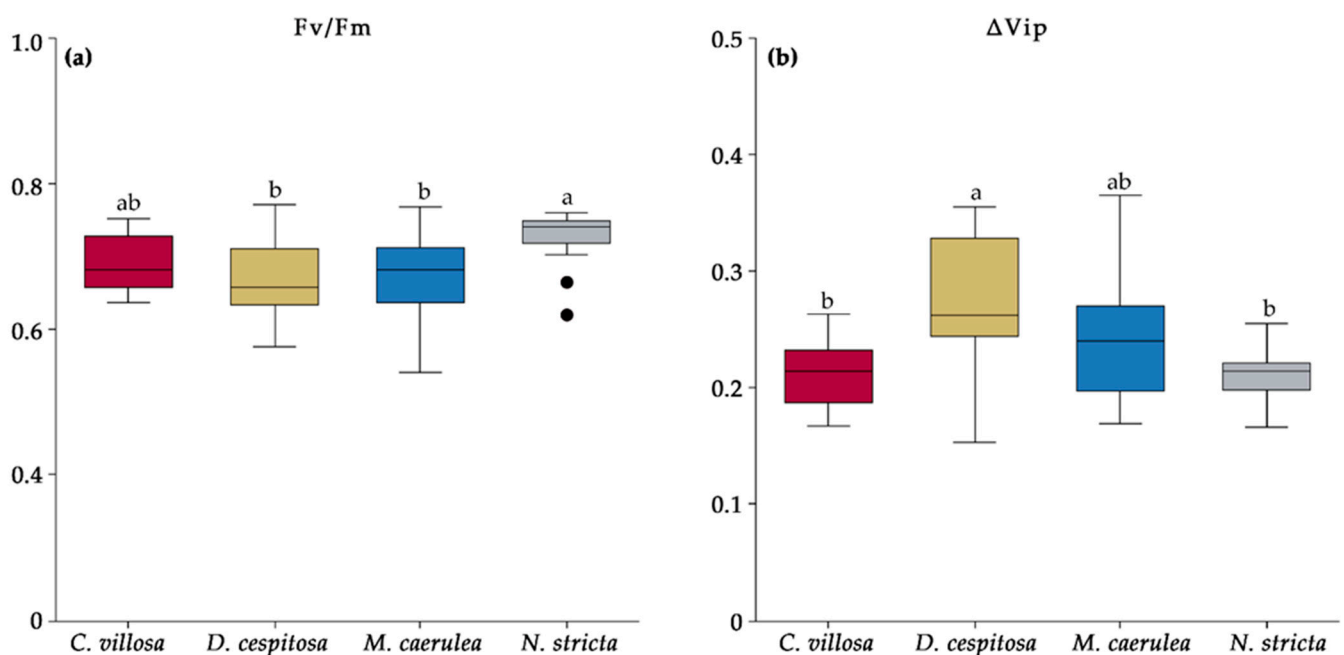 Fv/Fm
(a)
1.0
0.8
0.6
0.4
0
ab
b
b
a
C. villosa
D. cespitosa
M. caerulea
N. stricta
ΔVip
(b)
0.5
0.4
0.3
0.2
0.1
0
b
a
ab
b
C. villosa
D. cespitosa
M. caerulea
N. stricta